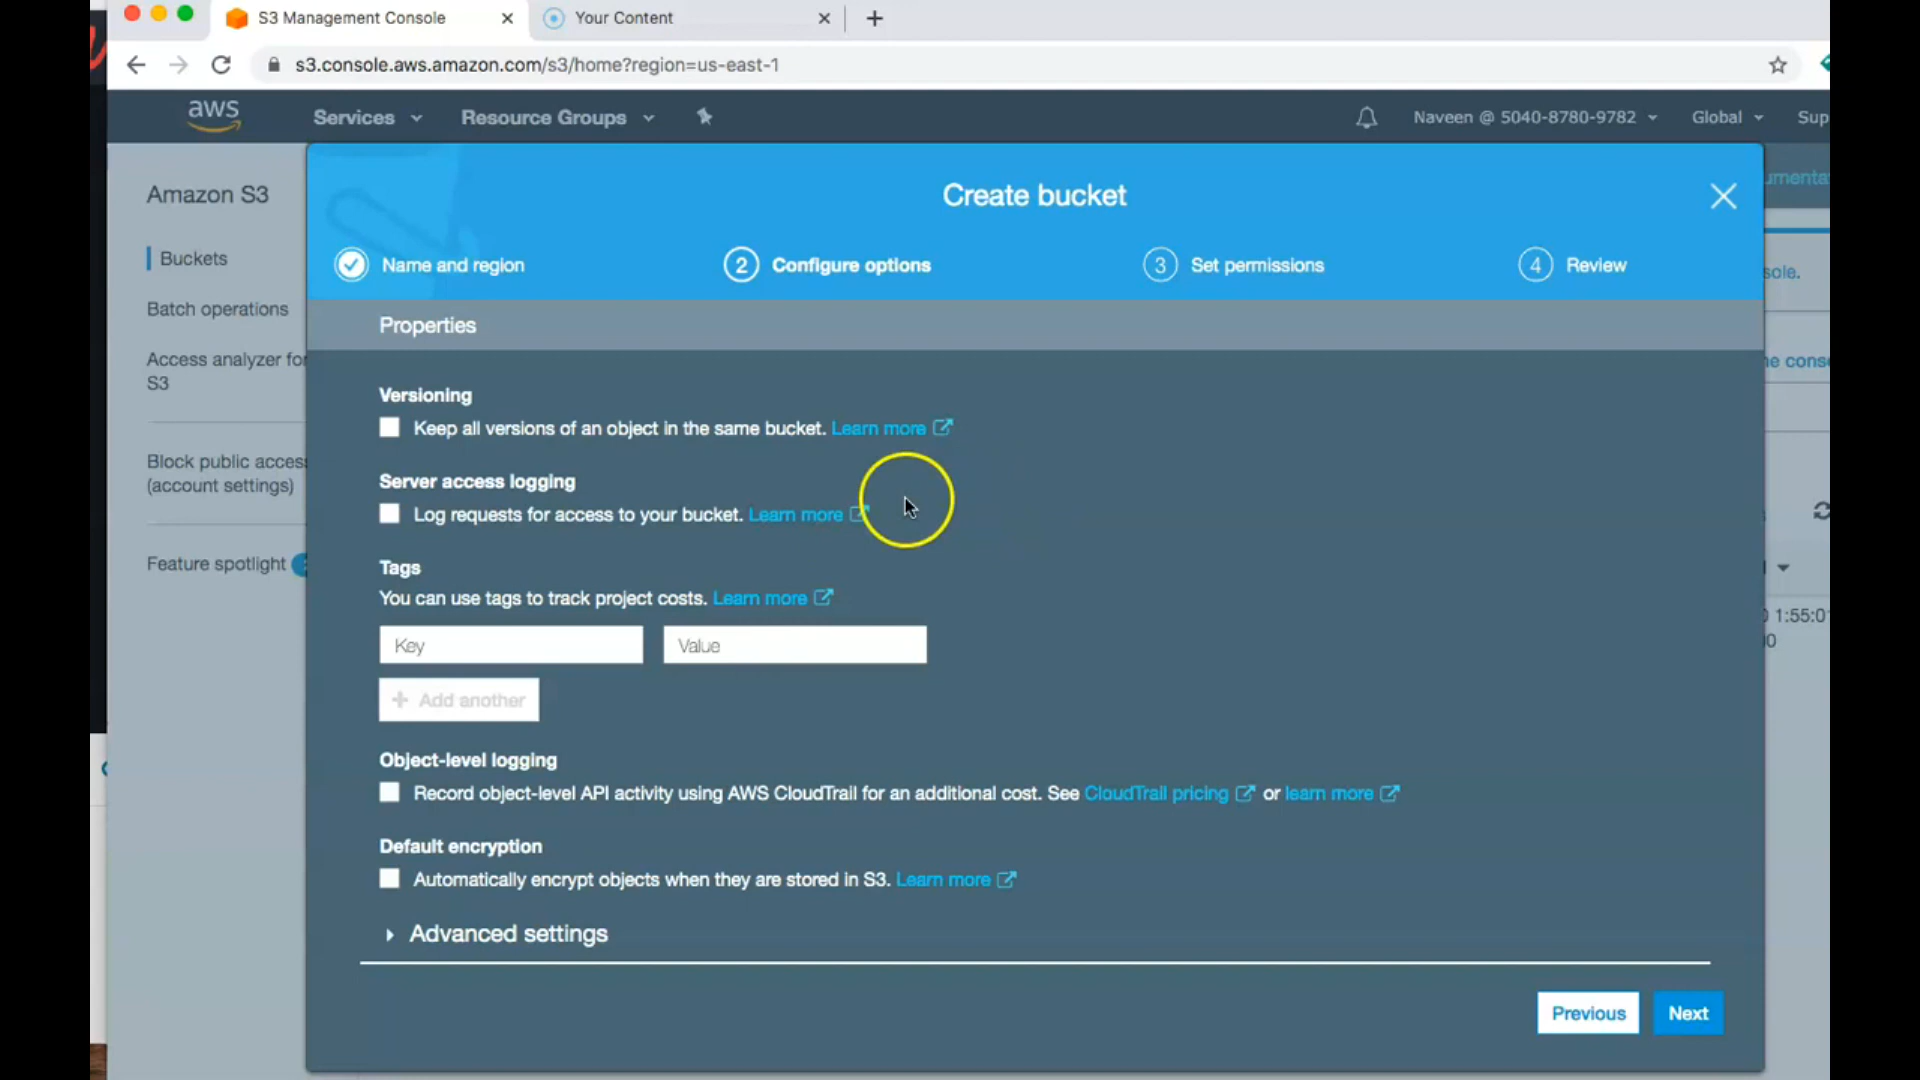 S3 Management Console
Your Content
s3.console.aws.amazon.com/s3/home?region=us-east-1
aws
Services
Resource Groups
Naveen @ 5040-8780-9782
Global
Sup
Amazon S3
Buckets
Batch operations
Access analyzer for
S3
Block public access
(account settings)
Feature spotlight
Create bucket
Name and region
2 Configure options
3 Set permissions
4 Review
Properties
Versioning
Keep all versions of an object in the same bucket. Learn more
Server access logging
Log requests for access to your bucket. Learn more
Tags
You can use tags to track project costs. Learn more
Key
Value
+ Add another
Object-level logging
Record object-level API activity using AWS CloudTrail for an additional cost. See CloudTrail pricing or learn more
Default encryption
Automatically encrypt objects when they are stored in S3. Learn more
Advanced settings
Previous
Next
umenta
sole.
he conso
1:55:01